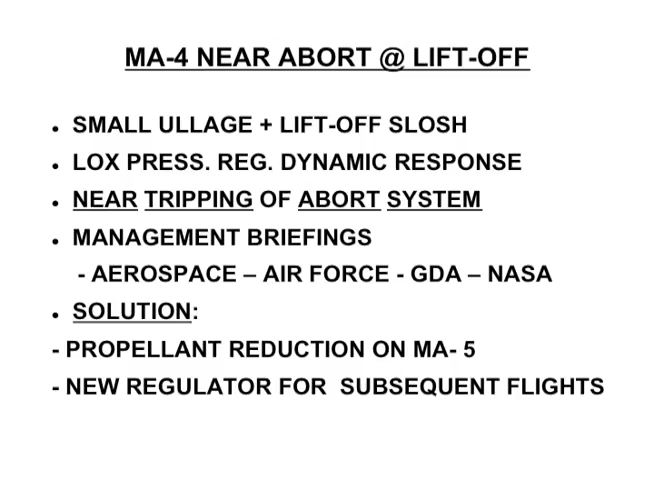 MA-4 NEAR ABORT @ LIFT-OFF
• SMALL ULLAGE + LIFT-OFF SLOSH
• LOX PRESS. REG. DYNAMIC RESPONSE
• NEAR TRIPPING OF ABORT SYSTEM
• MANAGEMENT BRIEFINGS
- AEROSPACE – AIR FORCE - GDA – NASA
• SOLUTION:
- PROPELLANT REDUCTION ON MA- 5
- NEW REGULATOR FOR  SUBSEQUENT FLIGHTS